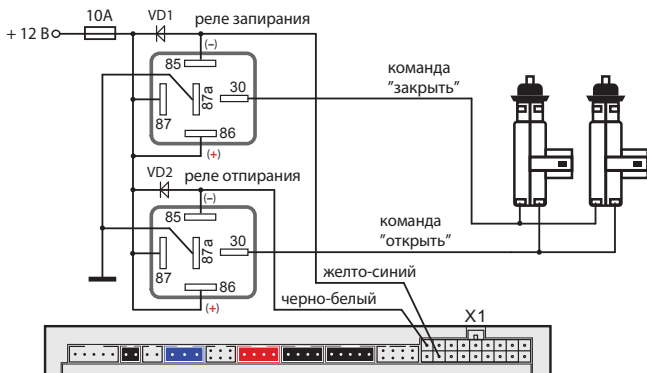 10А
VD1
реле запирания
+ 12 В
(–)
85
30
87а
87
86
(+)
команда
"закрыть"
VD2
реле отпирания
(–)
85
30
87а
87
86
(+)
команда
"открыть"
желто-синий
черно-белый
X1